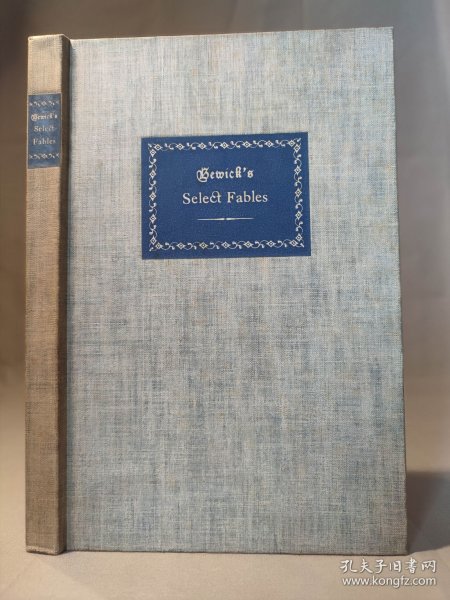 Bewick's
Select
Fables
Bewick's
Select Fables
孔夫子旧书网
www.kongfz.com